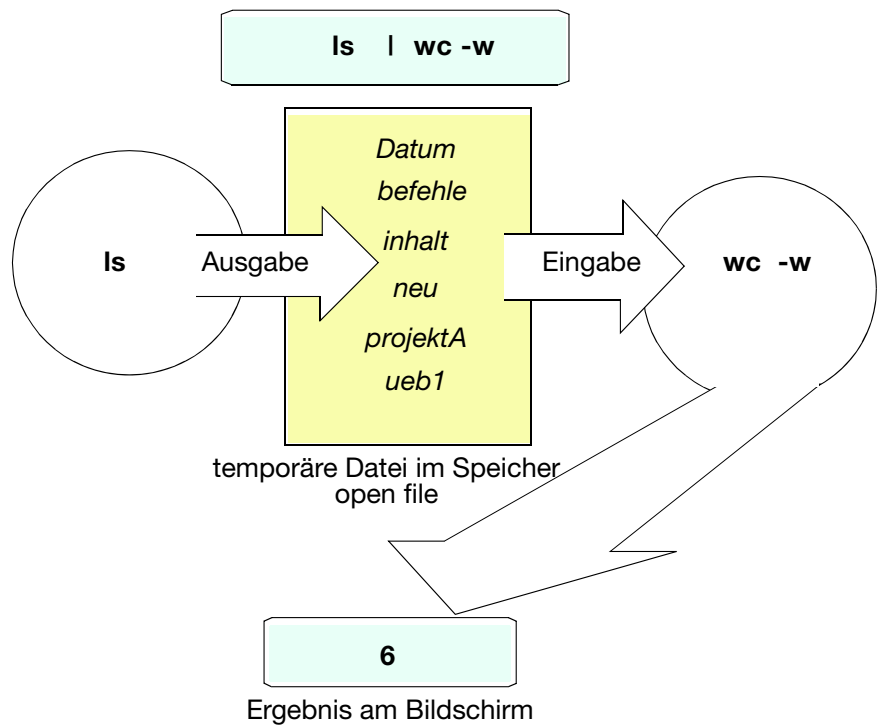 ls | wc -w
Datum
befehle
inhalt
neu
projektA
ueb1
ls
Ausgabe
Eingabe
wc -w
temporäre Datei im Speicher
open file
6
Ergebnis am Bildschirm